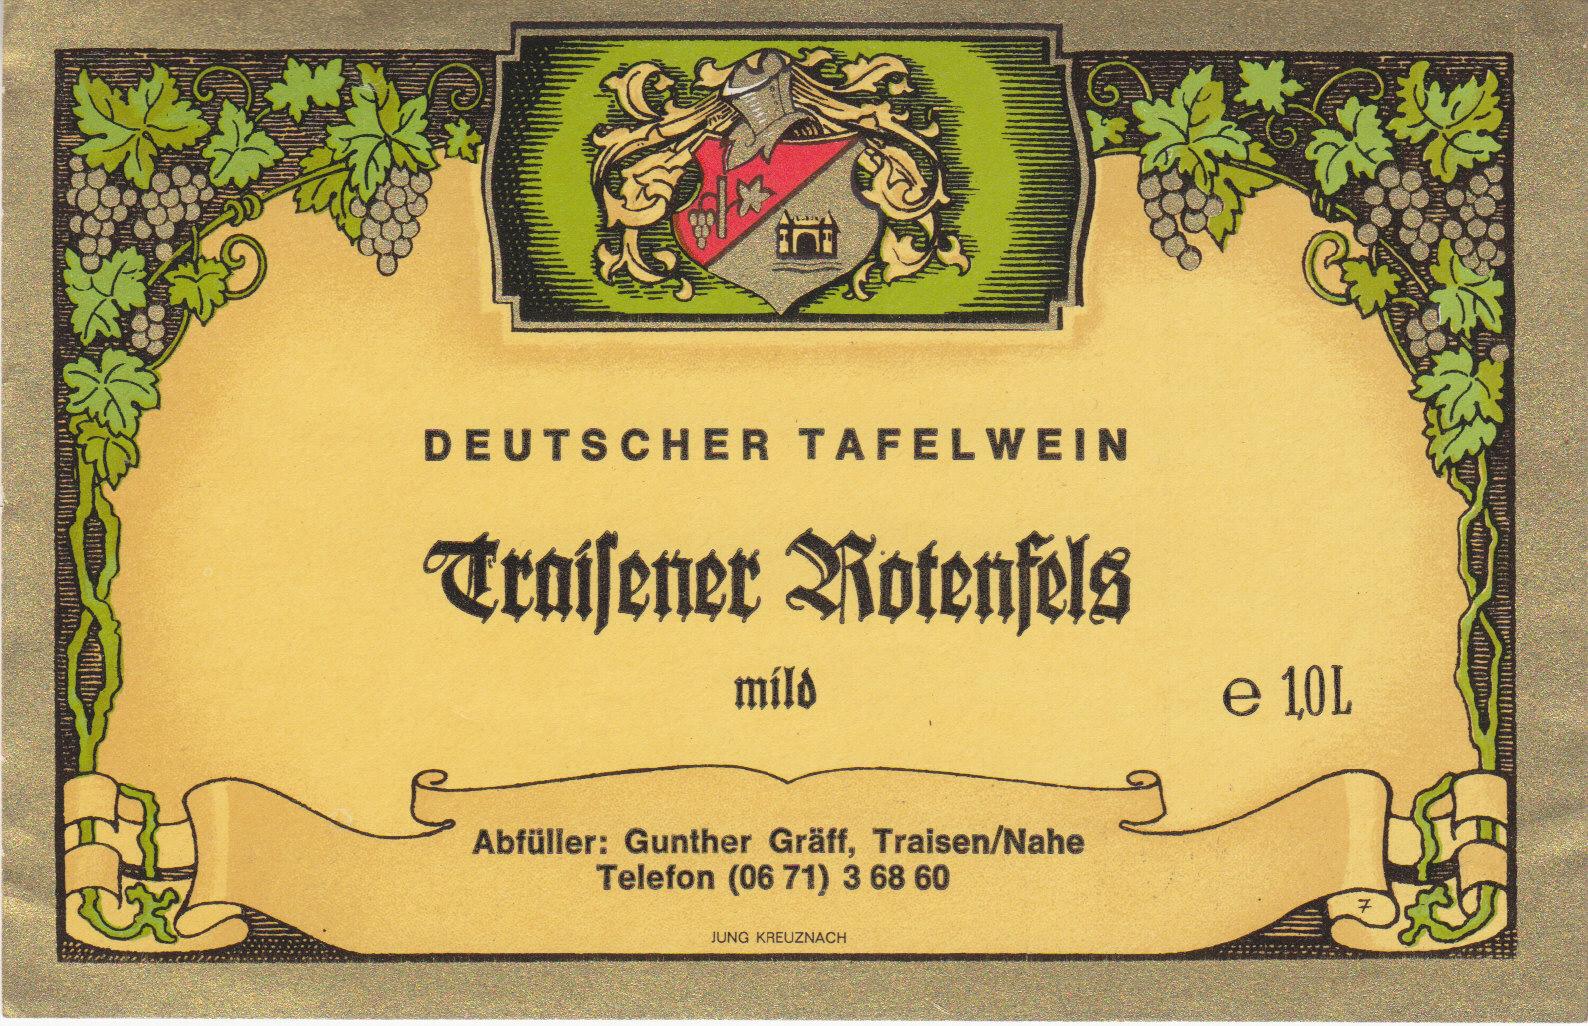 DEUTSCHER TAFELWEIN
Traiſener Rotenfels
mild
e 1,0 L
Abfüller: Gunther Gräff, Traisen/Nahe
Telefon (06 71) 3 68 60
7
JUNG KREUZNACH